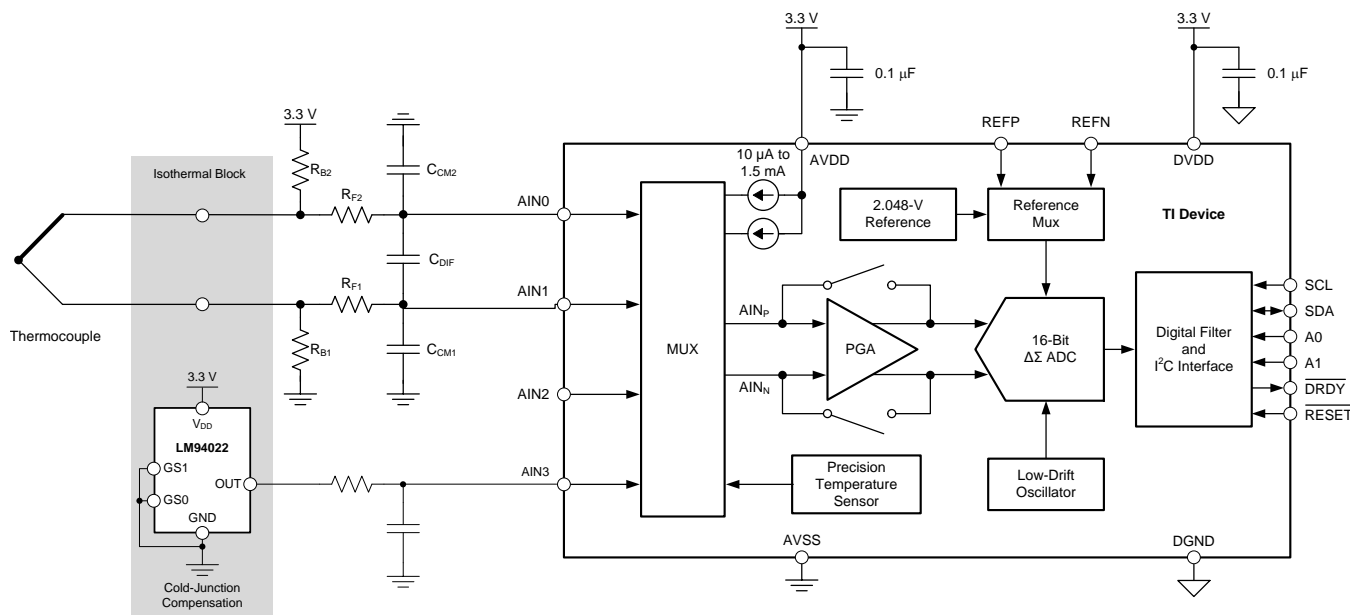 3.3 V
3.3 V
0.1 μF
0.1 μF
3.3 V
REFP
REFN
AVDD
DVDD
Isothermal Block
R_B2
C_CM2
10 μA to
1.5 mA
R_F2
AIN0
2.048-V
Reference
Reference
Mux
TI Device
C_DIF
R_F1
AIN1
Thermocouple
AIN_P
SCL
SDA
MUX
PGA
16-Bit
ΔΣ ADC
Digital Filter
and
I²C Interface
A0
A1
R_B1
C_CM1
AIN_N
DRDY
RESET
3.3 V
AIN2
V_DD
LM94022
GS1
OUT
GS0
GND
AIN3
Precision
Temperature
Sensor
Low-Drift
Oscillator
AVSS
DGND
Cold-Junction
Compensation